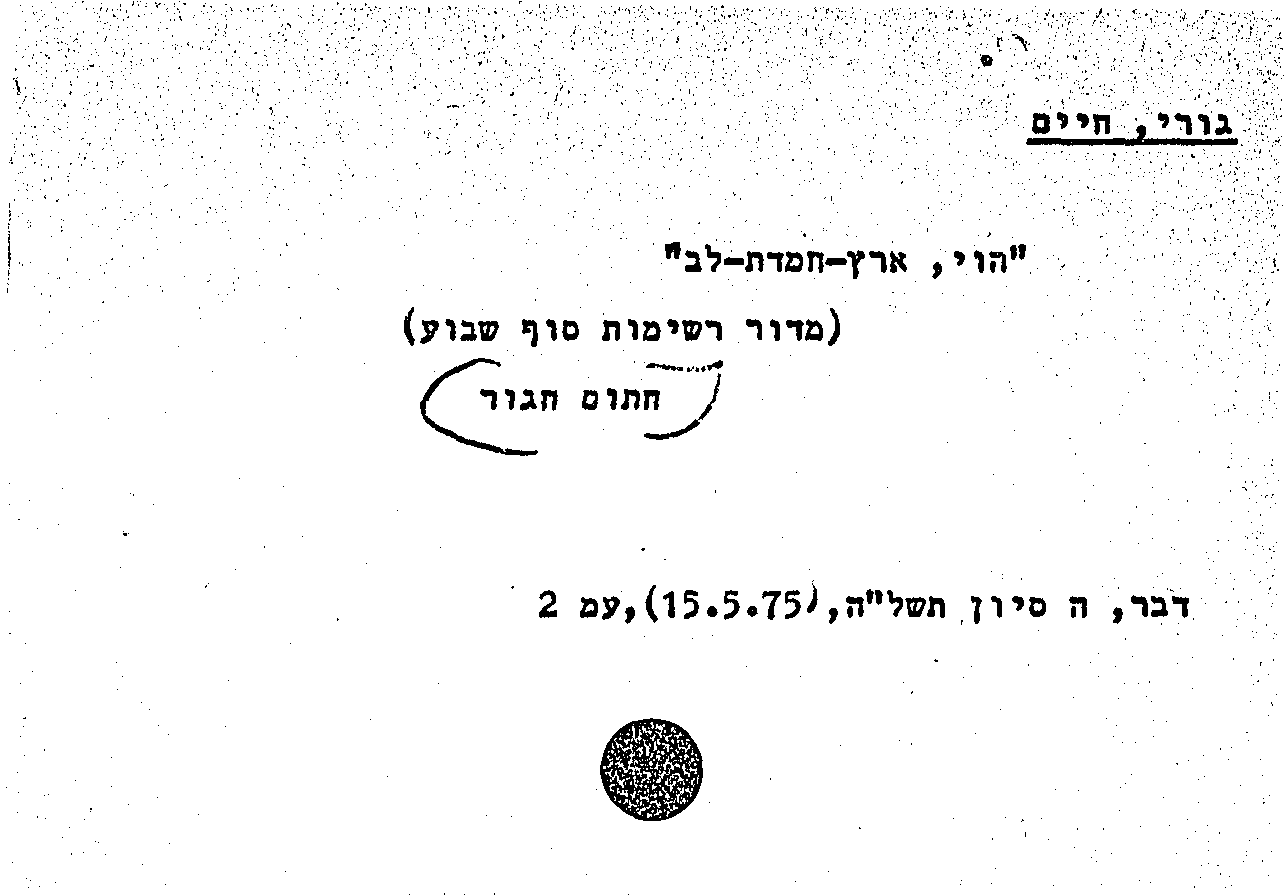 גורי, חיים
"הוי, ארץ-חמדת-לב"
(מדור רשימות סוף שבוע)
(חתום חגור)
דבר, ה סיון תשל"ה,(15.5.75),עמ 2